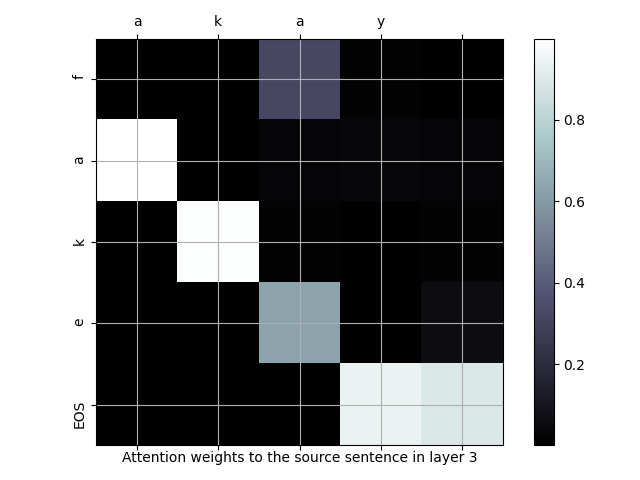 a k a y
f
a
k
e
EOS
0.8
0.6
0.4
0.2
Attention weights to the source sentence in layer 3